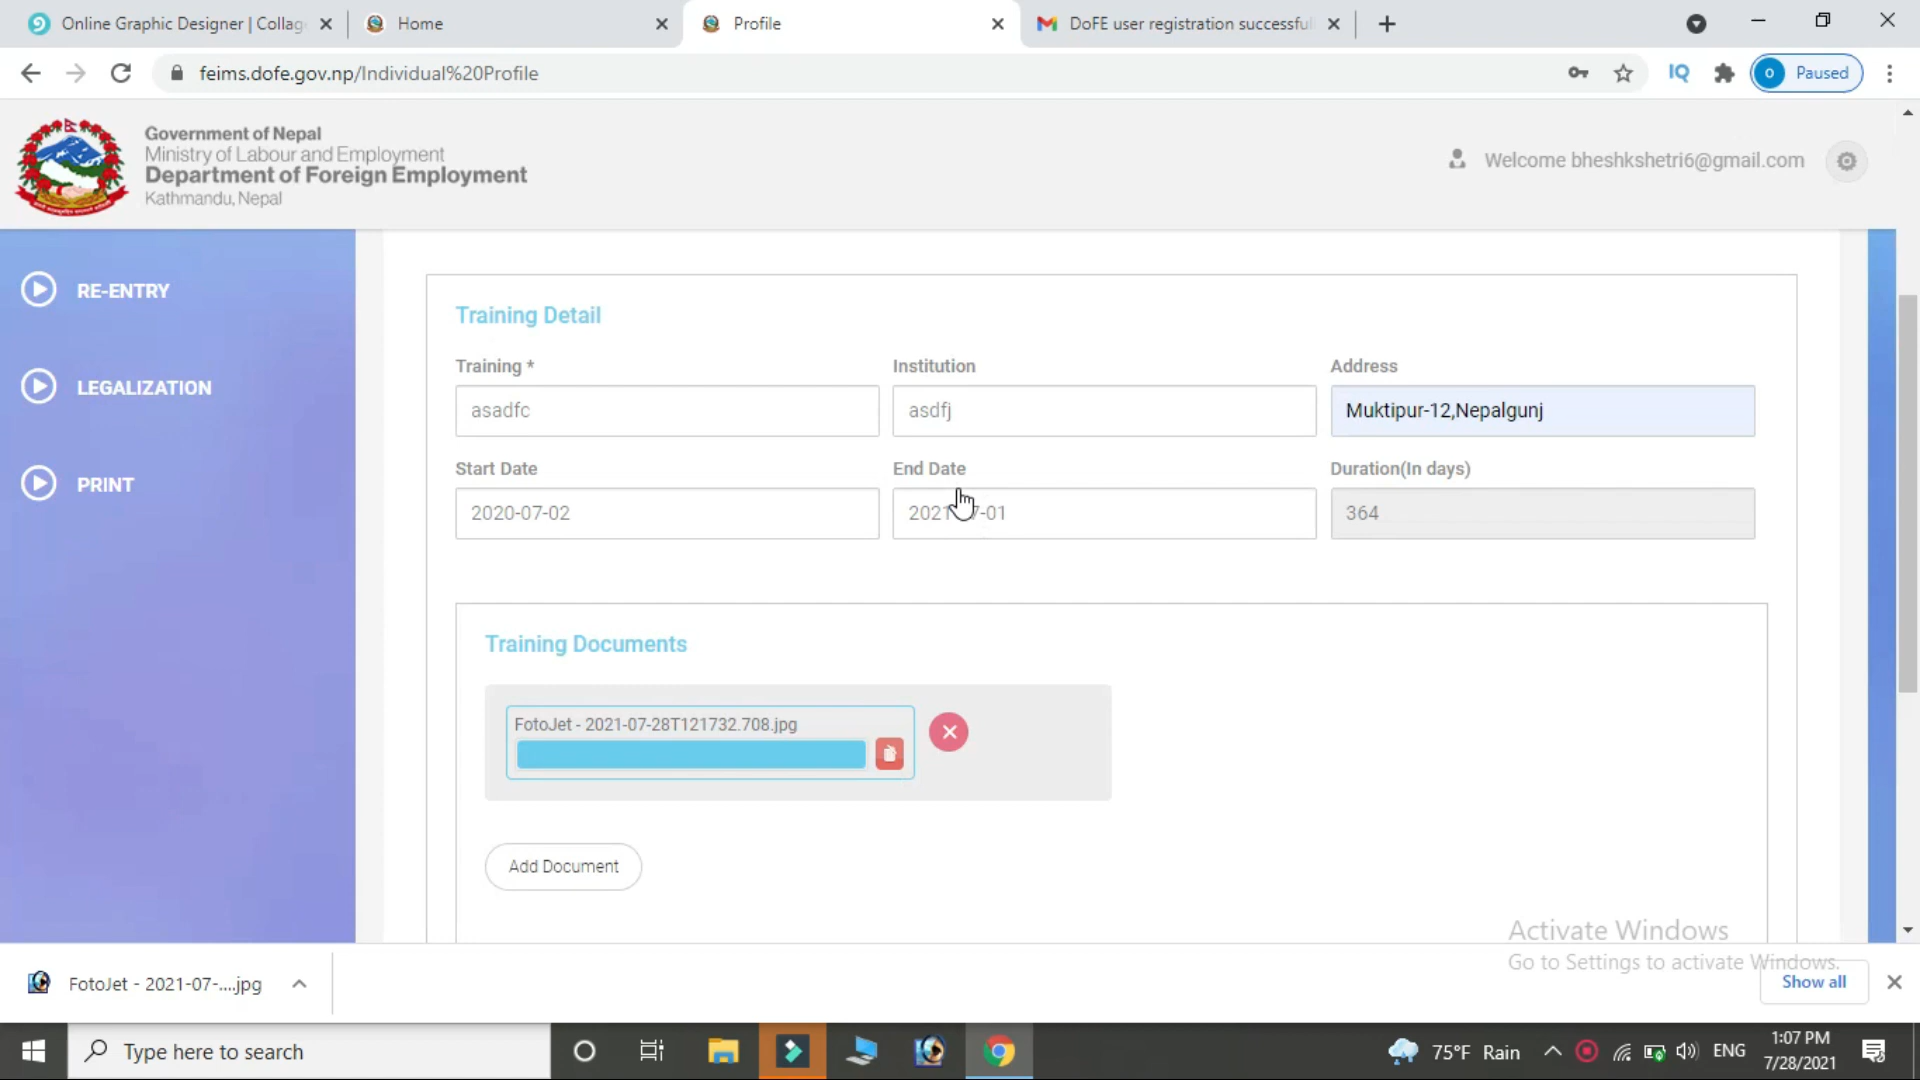 Online Graphic Designer | Collag
Home
Profile
DoFE user registration successful
feims.dofe.gov.np/Individual%20Profile
IQ
o
Paused
Government of Nepal
Ministry of Labour and Employment
Department of Foreign Employment
Kathmandu, Nepal
Welcome bheshkshetri6@gmail.com
RE-ENTRY
LEGALIZATION
PRINT
Training Detail
Training *
Institution
Address
asadfc
asdfj
Muktipur-12,Nepalgunj
Start Date
End Date
Duration(In days)
2020-07-02
2021-07-01
364
Training Documents
FotoJet - 2021-07-28T121732.708.jpg
Add Document
Activate Windows
Go to Settings to activate Windows.
FotoJet - 2021-07-....jpg
Show all
Type here to search
75°F Rain
ENG
1:07 PM
7/28/2021